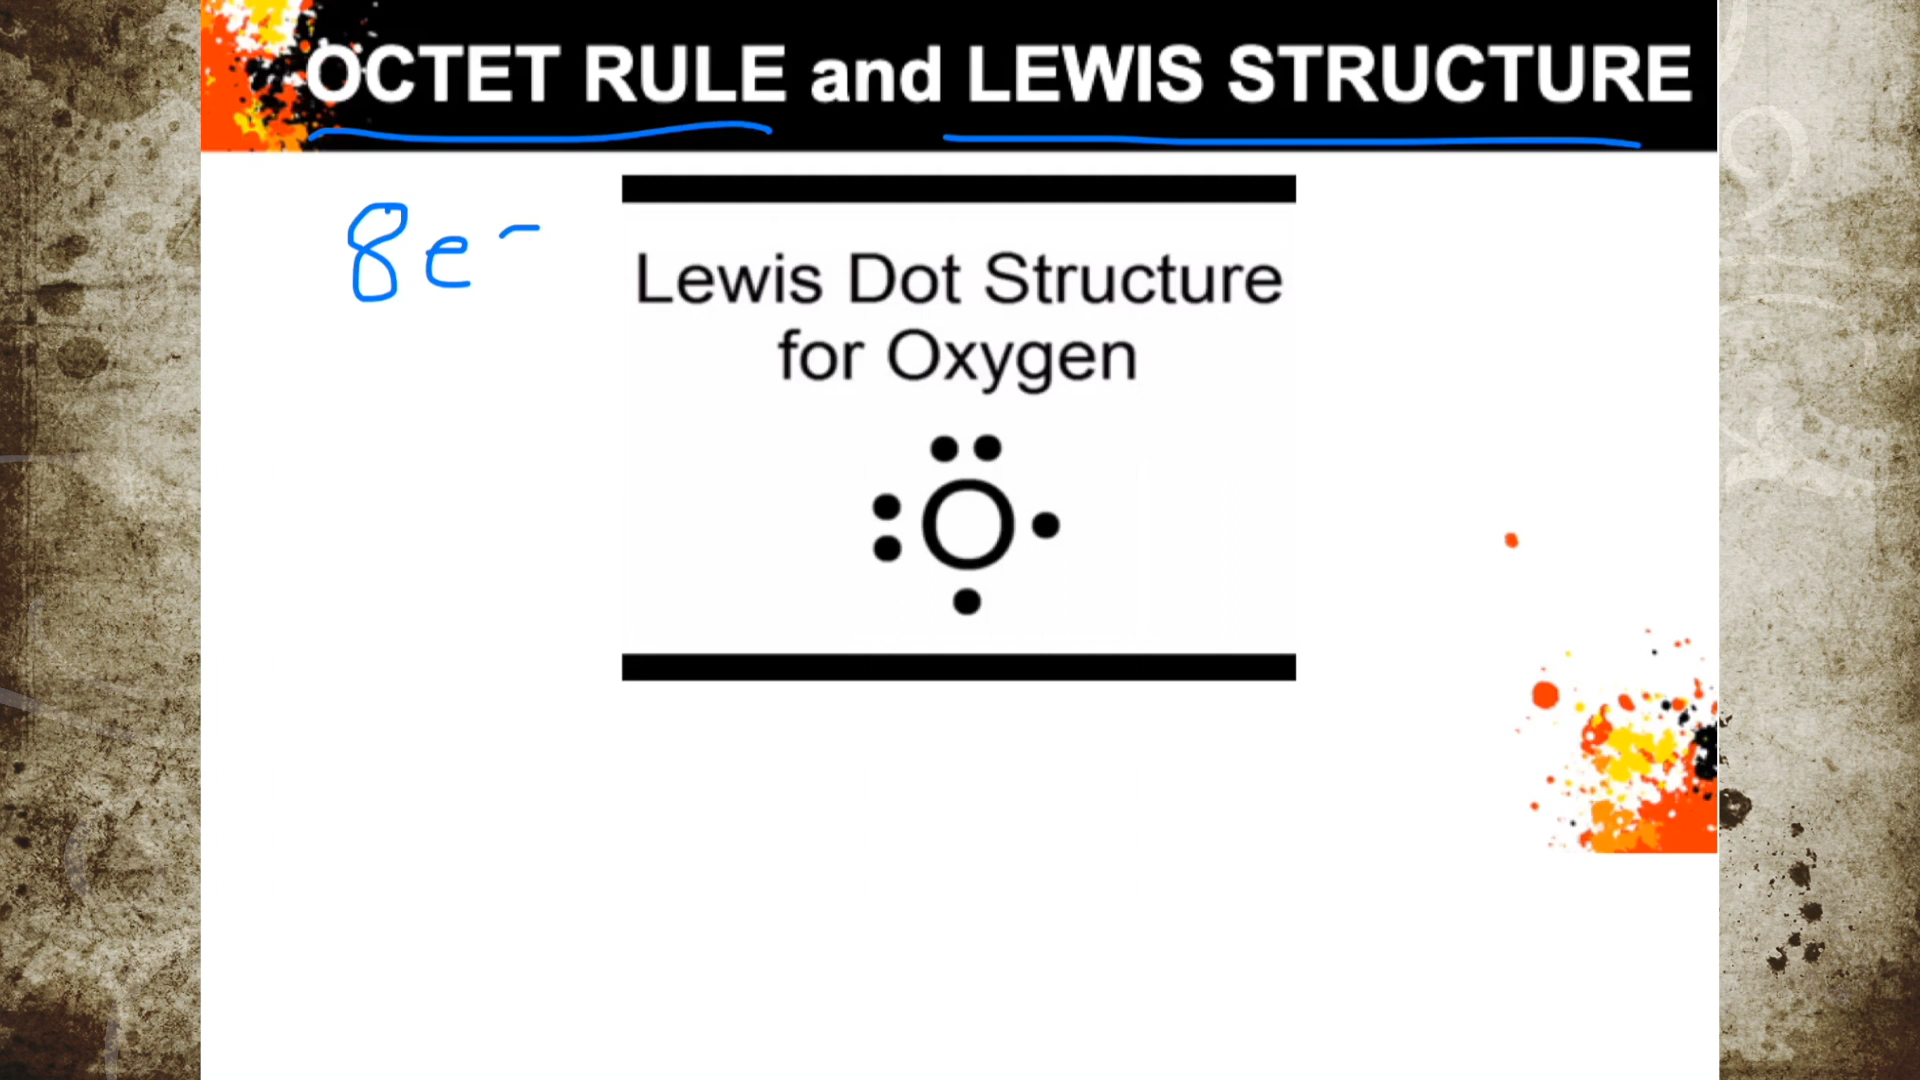 OCTET RULE and LEWIS STRUCTURE
8e⁻
Lewis Dot Structure
for Oxygen
O